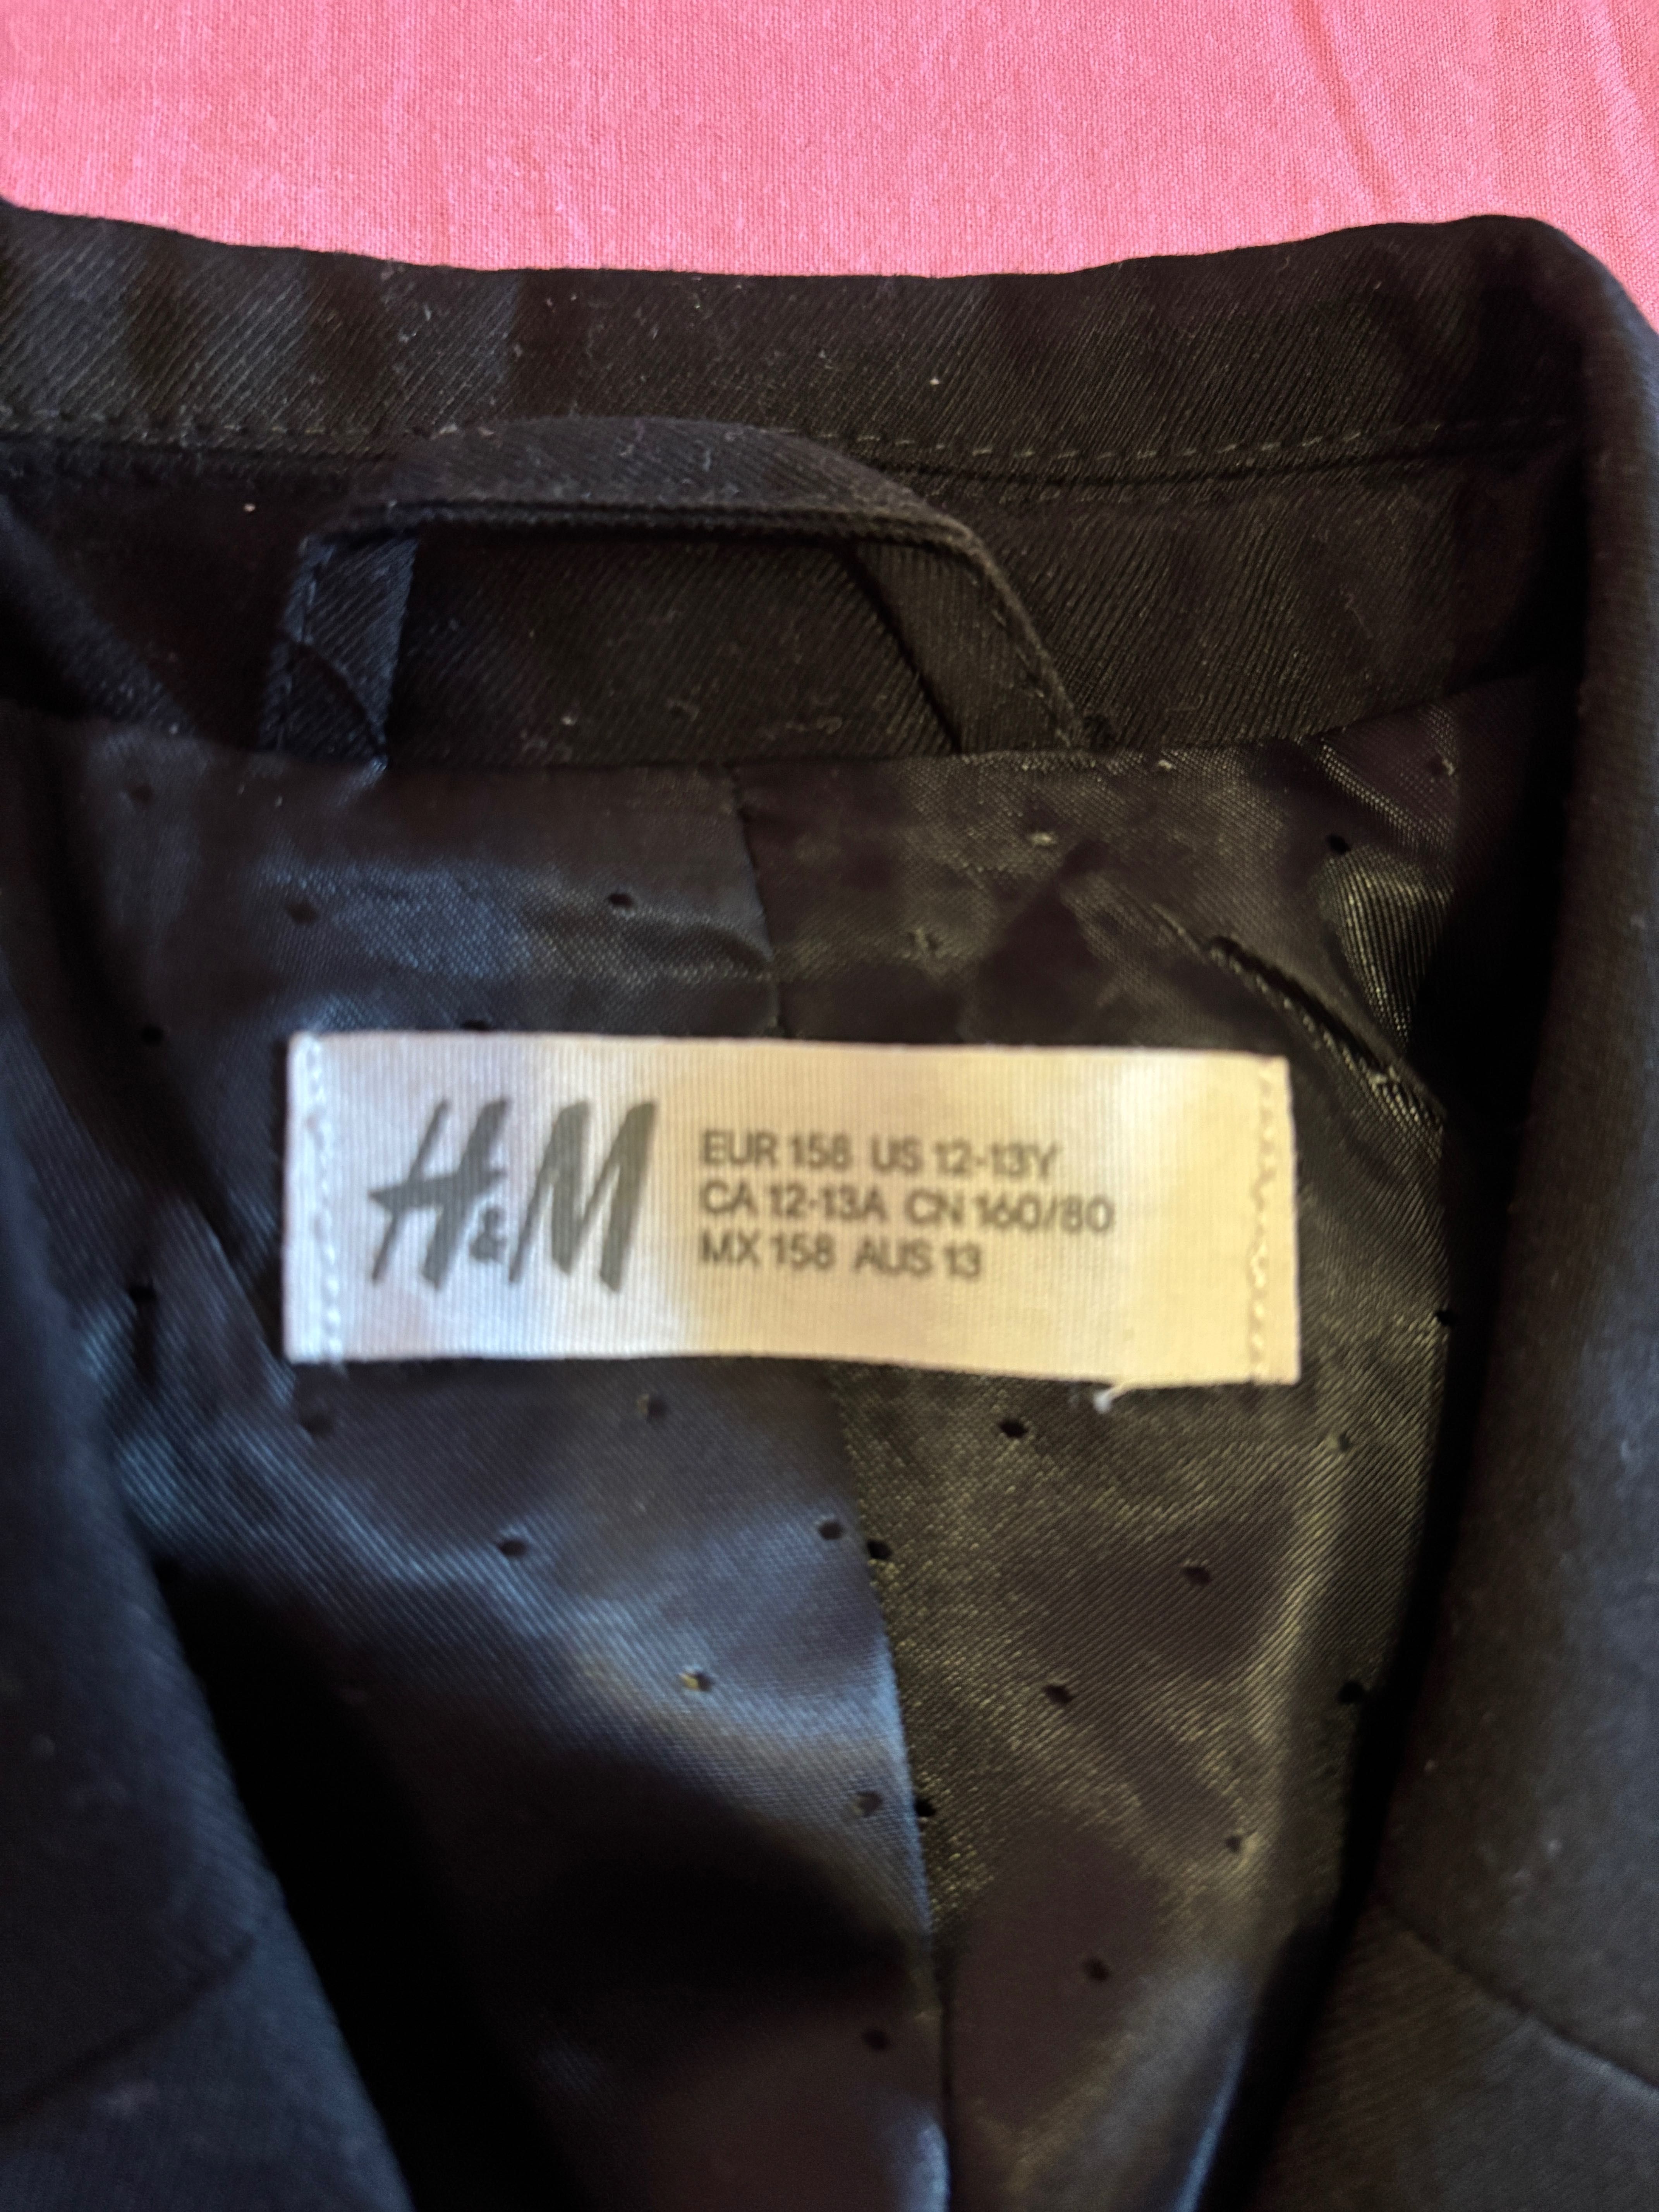 H&M
EUR 158 US 12-13Y
CA 12-13A CN 160/80
MX 158 AUS 13